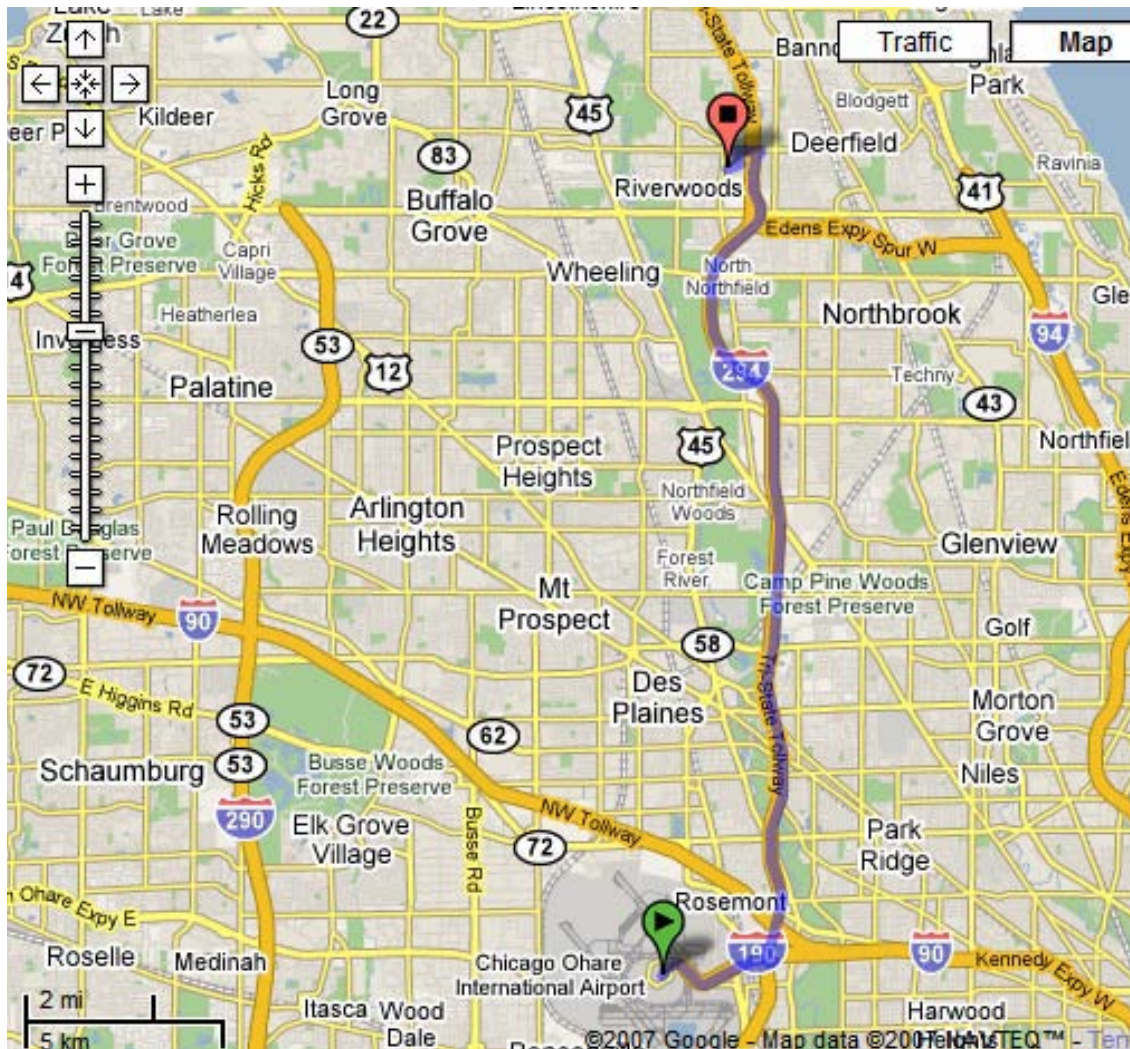 Lake
22
Traffic
Map
Park
Long
Grove
Kildeer
45
Blodgett
Deerfield
Ravinia
83
Hicks Rd
Riverwoods
41
Brentwood
Buffalo
Grove
Deer Grove
Forest Preserve
Capri
Village
Edens Expy Spur W
Wheeling
North
Northfield
Heatherlea
Northbrook
53
94
12
294
Palatine
Techny
43
Prospect
Heights
45
Northfield
Woods
Rolling
Meadows
Arlington
Heights
Glenview
Forest
River
Camp Pine Woods
Forest Preserve
Mt
Prospect
NW Tollway
90
Golf
58
72
E Higgins Rd
Des
Plaines
Tri-state Tollway
Morton
Grove
53
62
Schaumburg
53
Busse Woods
Forest Preserve
Niles
290
Elk Grove
Village
Busse Rd
NW Tollway
72
Park
Ridge
Ohare Expy E
Rosemont
Roselle
Medinah
Chicago Ohare
International Airport
190
90
Kennedy Expy W
2 mi
Itasca
Wood
Dale
Harwood
5 km
©2007 Google - Map data ©2007 NAVTEQ™ -